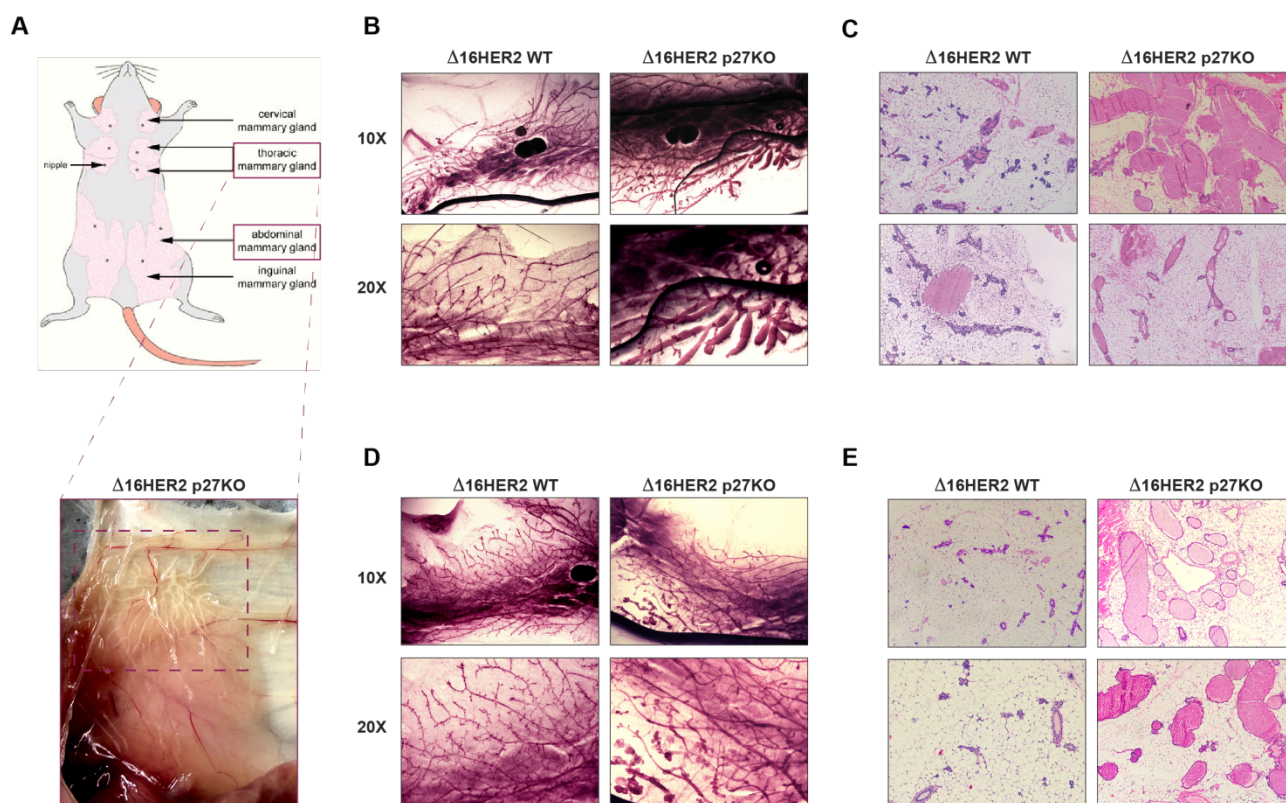 A
cervical
mammary gland
thoracic
mammary gland
nipple
abdominal
mammary gland
inguinal
mammary gland
Δ16HER2 p27KO
B
Δ16HER2 WT
Δ16HER2 p27KO
10X
20X
C
Δ16HER2 WT
Δ16HER2 p27KO
D
Δ16HER2 WT
Δ16HER2 p27KO
10X
20X
E
Δ16HER2 WT
Δ16HER2 p27KO